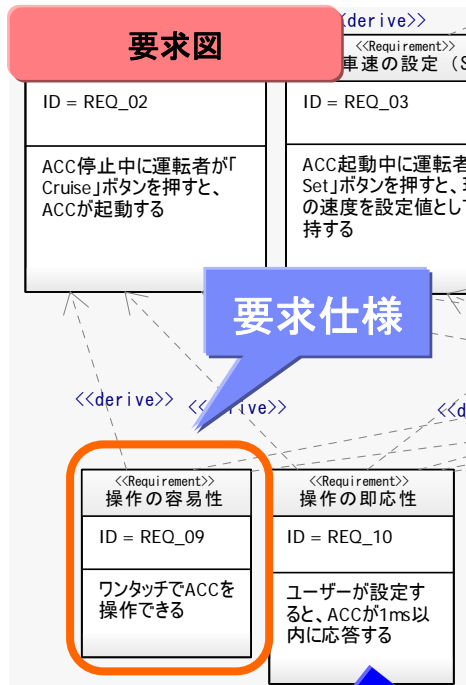 <<derive>>
要求図
<<Requirement>>
車速の設定（S
ID = REQ_02
ID = REQ_03
ACC停止中に運転者が「
Cruise」ボタンを押すと、
ACCが起動する
ACC起動中に運転者
Set」ボタンを押すと、現
の速度を設定値として
持する
要求仕様
<<derive>>
<<derive>>
<<d
<<Requirement>>
操作の容易性
<<Requirement>>
操作の即応性
ID = REQ_09
ID = REQ_10
ワンタッチでACCを
操作できる
ユーザーが設定す
ると、ACCが1ms以
内に応答する